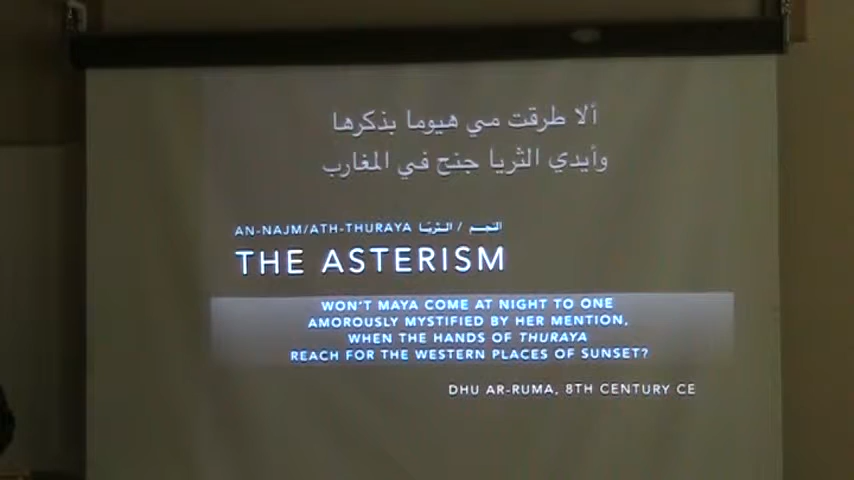 ألا طرقت مي هيوما بذكرها
وأيدي الثريا جنح في المغارب
AN-NAJM/ATH-THURAYA النجم / الثريا
THE ASTERISM
WON'T MAYA COME AT NIGHT TO ONE
AMOROUSLY MYSTIFIED BY HER MENTION,
WHEN THE HANDS OF THURAYA
REACH FOR THE WESTERN PLACES OF SUNSET?
DHU AR-RUMA, 8TH CENTURY CE